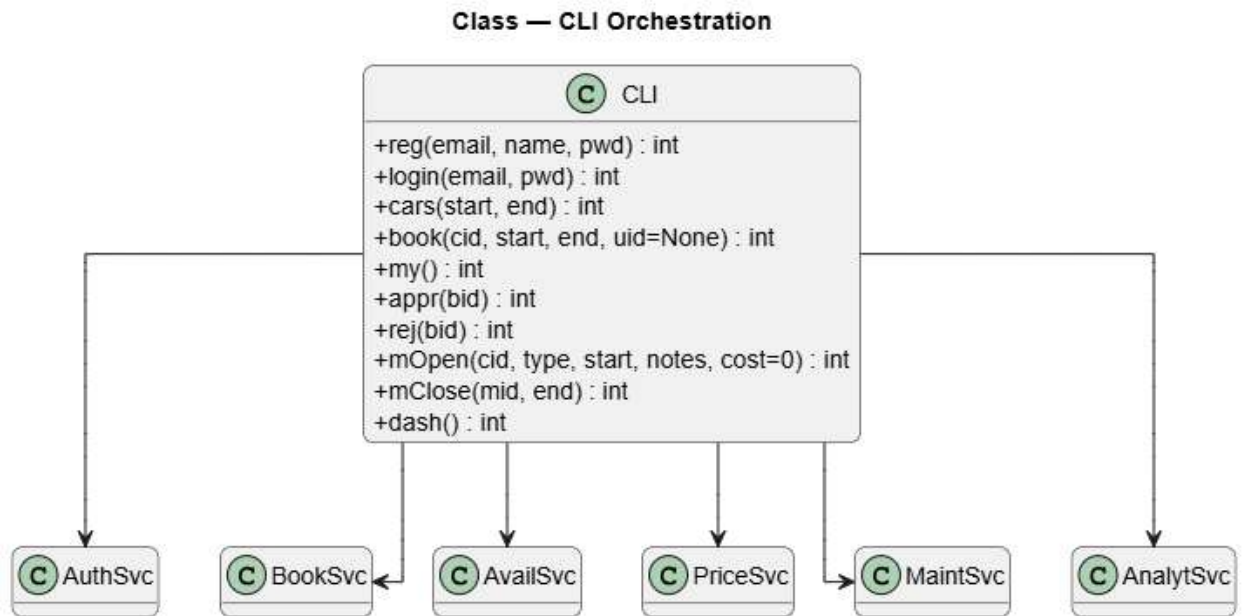 Class — CLI Orchestration
C CLI
+reg(email, name, pwd) : int
+login(email, pwd) : int
+cars(start, end) : int
+book(cid, start, end, uid=None) : int
+my() : int
+appr(bid) : int
+rej(bid) : int
+mOpen(cid, type, start, notes, cost=0) : int
+mClose(mid, end) : int
+dash() : int
C AuthSvc
C BookSvc
C AvailSvc
C PriceSvc
C MaintSvc
C AnalytSvc